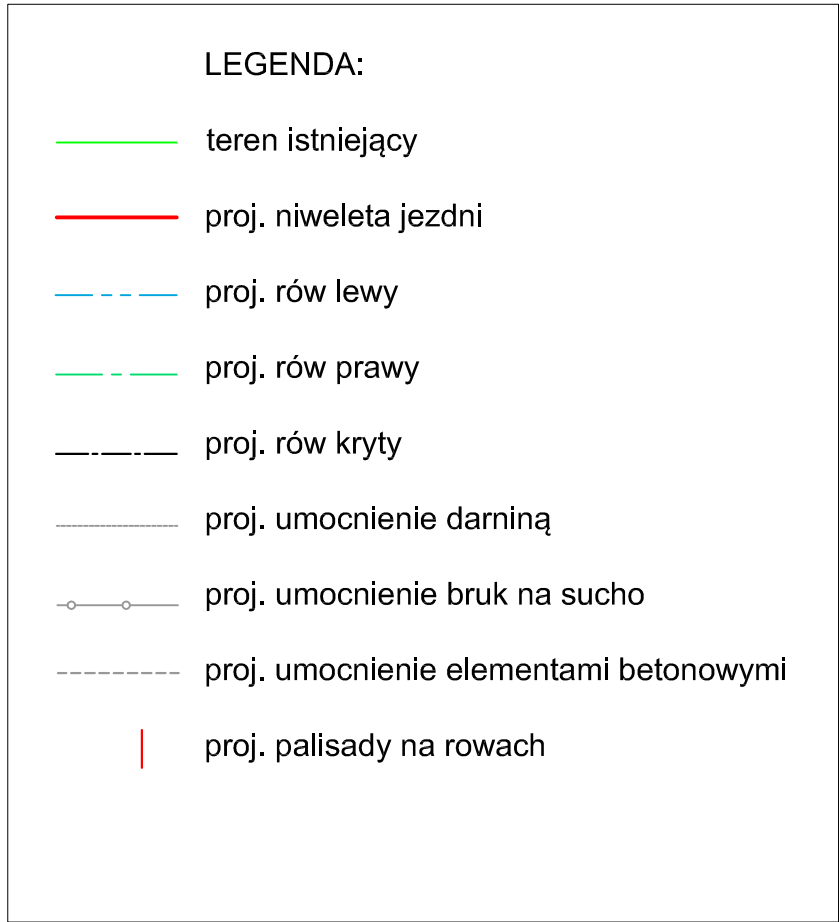 LEGENDA:
teren istniejący
proj. niweleta jezdni
proj. rów lewy
proj. rów prawy
proj. rów kryty
proj. umocnienie darniną
proj. umocnienie bruk na sucho
proj. umocnienie elementami betonowymi
proj. palisady na rowach